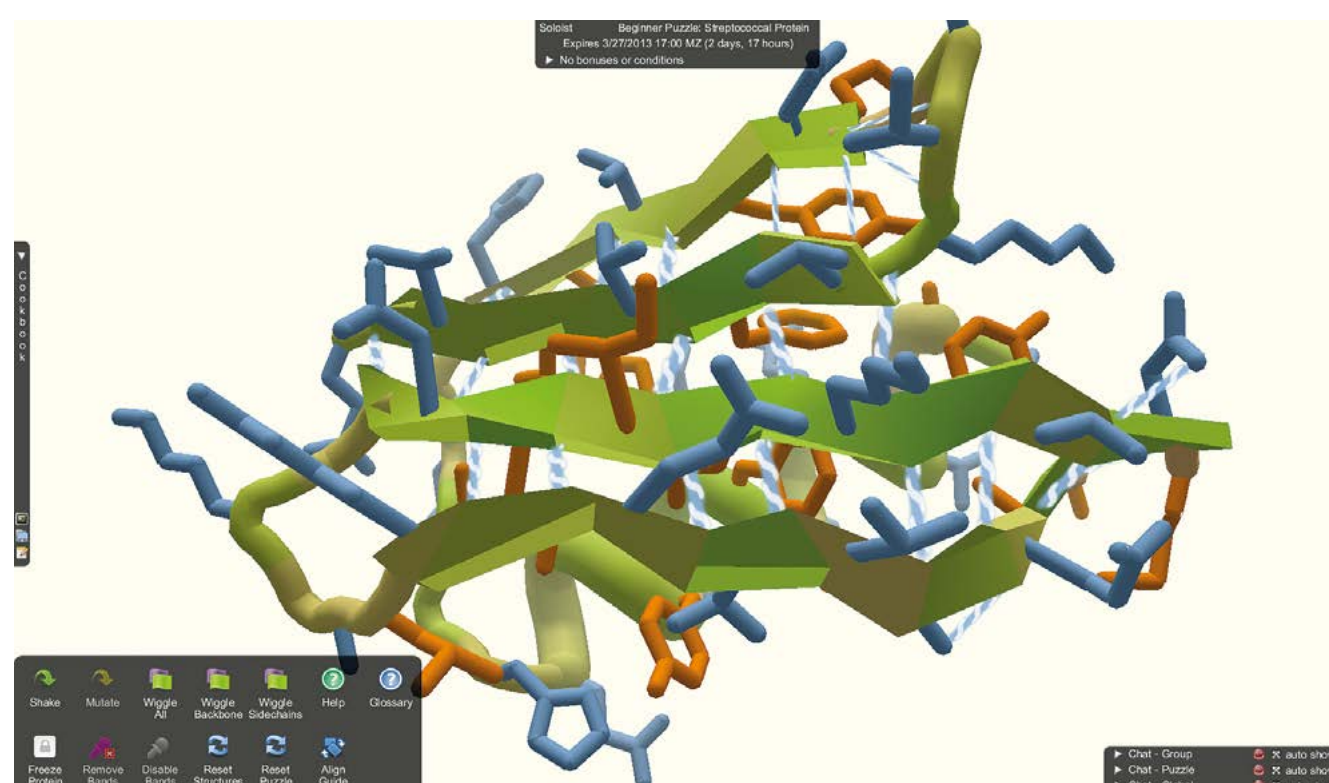 Soloist Beginner Puzzle: Streptococcal Protein
Expires 3/27/2013 17:00 MZ (2 days, 17 hours)
No bonuses or conditions
Cookbook
Shake Mutate Wiggle All Wiggle Backbone Wiggle Sidechains Help Glossary
Freeze Protein Remove Bands Disable Bands Reset Structures Reset Puzzle Align Guide
Chat - Group auto show
Chat - Puzzle auto show